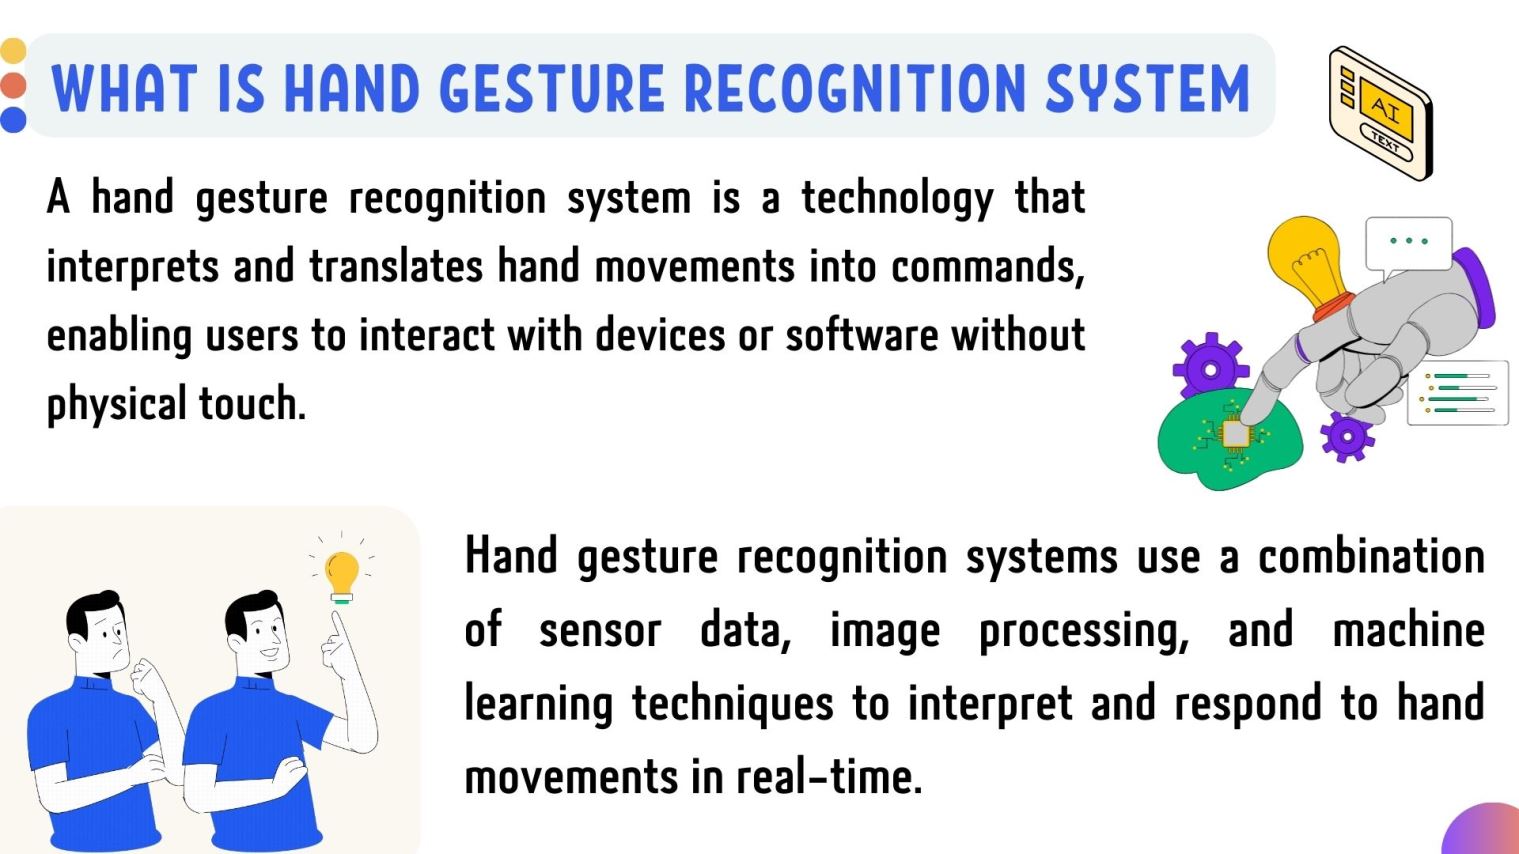 WHAT IS HAND GESTURE RECOGNITION SYSTEM
AI
TEXT
A hand gesture recognition system is a technology that
interprets and translates hand movements into commands,
enabling users to interact with devices or software without
physical touch.
Hand gesture recognition systems use a combination
of sensor data, image processing, and machine
learning techniques to interpret and respond to hand
movements in real-time.